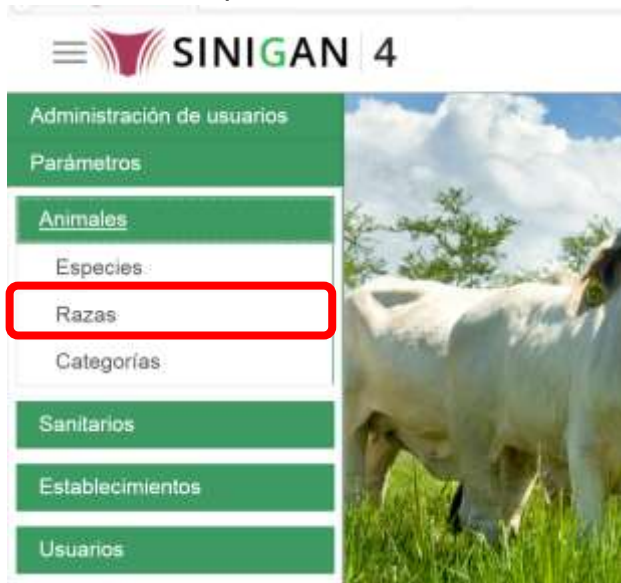 SINIGAN 4
Administración de usuarios
Parámetros
Animales
Especies
Razas
Categorías
Sanitarios
Establecimientos
Usuarios